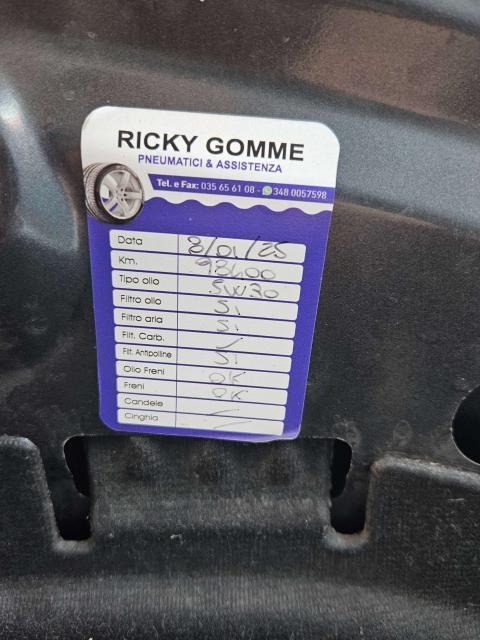 RICKY GOMME
PNEUMATICI & ASSISTENZA
Tel. e Fax: 035 65 61 08 - 348 0057598
Data 8/01/25
Km. 98400
Tipo olio 5W30
Filtro olio Si
Filtro aria Si
Filt. Carb. /
Filt. Antipolline Si
Olio Freni OK
Freni OK
Candele /
Cinghia /